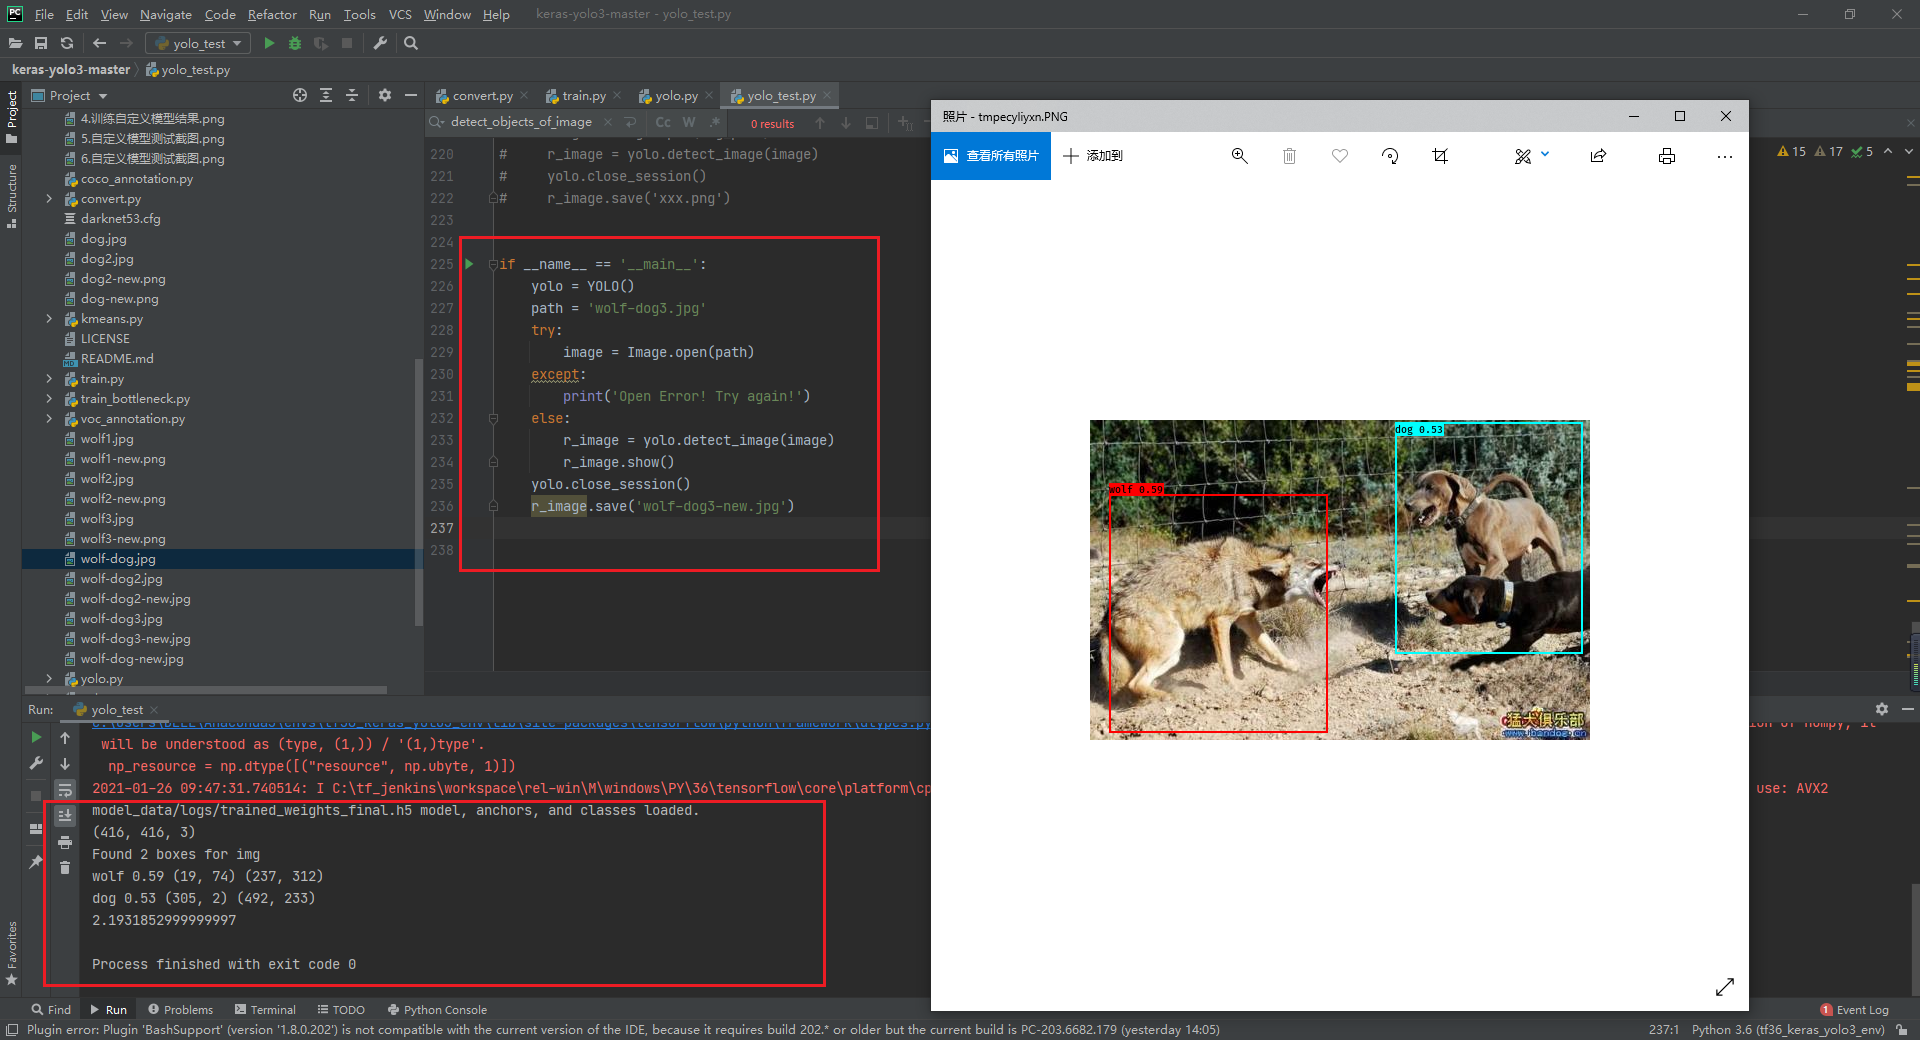 File Edit View Navigate Code Refactor Run Tools VCS Window Help keras-yolo3-master - yolo_test.py
yolo_test
keras-yolo3-master yolo_test.py
Project
Project
Structure
Favorites
4.训练自定义模型结果.png
5.自定义模型测试截图.png
6.自定义模型测试截图.png
coco_annotation.py
convert.py
darknet53.cfg
dog.jpg
dog2.jpg
dog2-new.png
dog-new.png
kmeans.py
LICENSE
README.md
train.py
train_bottleneck.py
voc_annotation.py
wolf1.jpg
wolf1-new.png
wolf2.jpg
wolf2-new.png
wolf3.jpg
wolf3-new.png
wolf-dog.jpg
wolf-dog2.jpg
wolf-dog2-new.jpg
wolf-dog3.jpg
wolf-dog3-new.jpg
wolf-dog-new.jpg
yolo.py
convert.py train.py yolo.py yolo_test.py
detect_objects_of_image Cc W .* 0 results
15 17 5
220 # r_image = yolo.detect_image(image)
221 # yolo.close_session()
222 # r_image.save('xxx.png')
223
224
225 if __name__ == '__main__':
226 yolo = YOLO()
227 path = 'wolf-dog3.jpg'
228 try:
229 image = Image.open(path)
230 except:
231 print('Open Error! Try again!')
232 else:
233 r_image = yolo.detect_image(image)
234 r_image.show()
235 yolo.close_session()
236 r_image.save('wolf-dog3-new.jpg')
237
238
照片 - tmpecyliyxn.PNG
查看所有照片 添加到
dog 0.53
wolf 0.59
猛犬俱乐部
Run: yolo_test
will be understood as (type, (1,)) / '(1,)type'.
np_resource = np.dtype([("resource", np.ubyte, 1)])
2021-01-26 09:47:31.740514: I C:\tf_jenkins\workspace\rel-win\M\windows\PY\36\tensorflow\core\platform\cp use: AVX2
model_data/logs/trained_weights_final.h5 model, anchors, and classes loaded.
(416, 416, 3)
Found 2 boxes for img
wolf 0.59 (19, 74) (237, 312)
dog 0.53 (305, 2) (492, 233)
2.1931852999999997
Process finished with exit code 0
Find Run Problems Terminal TODO Python Console 1 Event Log
Plugin error: Plugin 'BashSupport' (version '1.8.0.202') is not compatible with the current version of the IDE, because it requires build 202.* or older but the current build is PC-203.6682.179 (yesterday 14:05) 237:1 Python 3.6 (tf36_keras_yolo3_env)